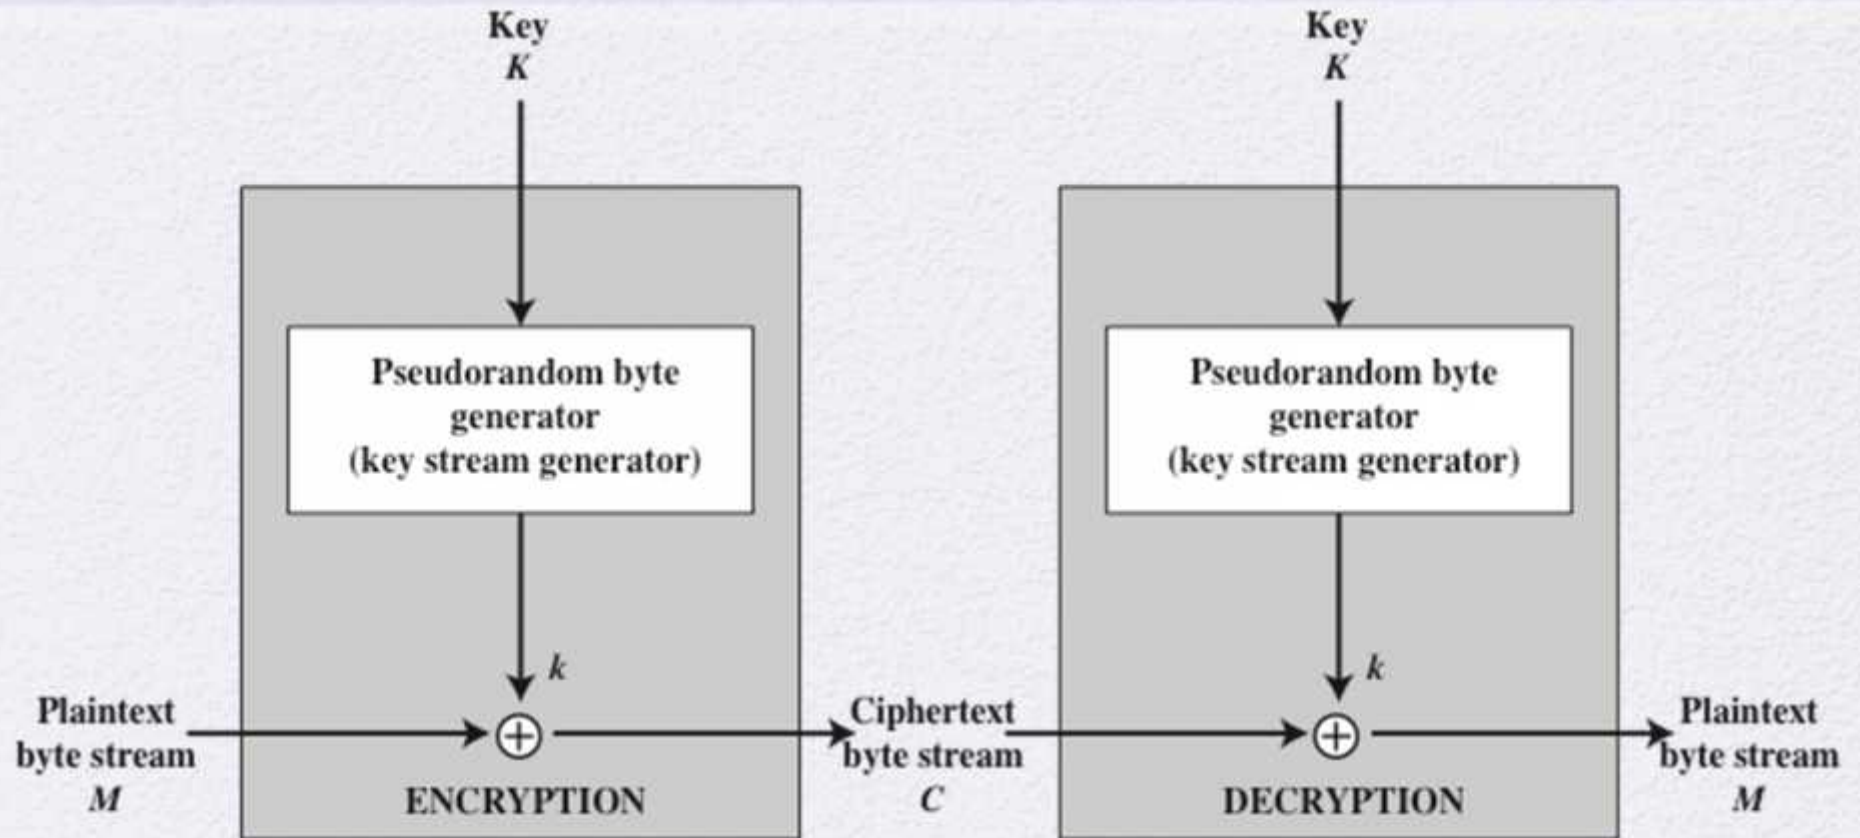 Key
K
Key
K
Pseudorandom byte
generator
(key stream generator)
Pseudorandom byte
generator
(key stream generator)
k
k
Plaintext
byte stream
M
Ciphertext
byte stream
C
Plaintext
byte stream
M
ENCRYPTION
DECRYPTION